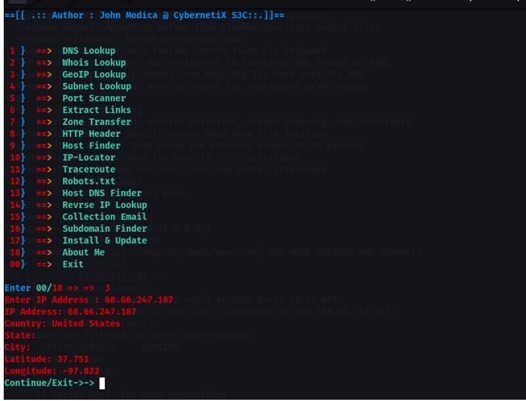 ==[[ .:: Author : John Modica @ CybernetiX S3C::.]]==
1 } ==> DNS Lookup
2 } ==> Whois Lookup
3 } ==> GeoIP Lookup
4 } ==> Subnet Lookup
5 } ==> Port Scanner
6 } ==> Extract Links
7 } ==> Zone Transfer
8 } ==> HTTP Header
9 } ==> Host Finder
10} ==> IP-Locator
11} ==> Traceroute
12} ==> Robots.txt
13} ==> Host DNS Finder
14} ==> Revrse IP Lookup
15} ==> Collection Email
16} ==> Subdomain Finder
17} ==> Install & Update
18} ==> About Me
00} ==> Exit
Enter 00/18 => => 3
Enter IP Address : 68.66.247.187
IP Address: 68.66.247.187
Country: United States
State:
City:
Latitude: 37.751
Longitude: -97.822
Continue/Exit->->